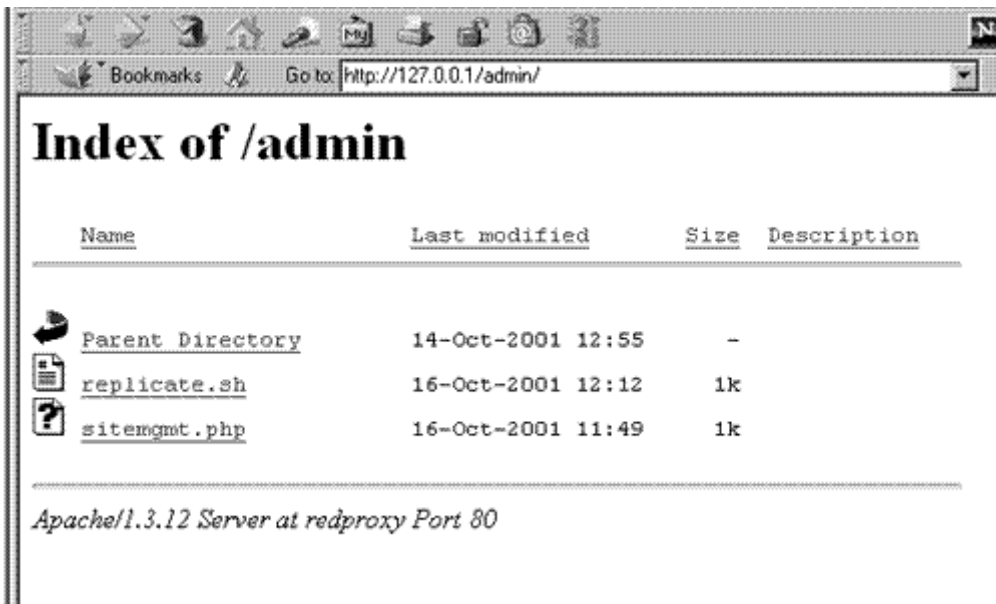 My
N
Bookmarks Go to: http://127.0.0.1/admin/
Index of /admin
Name Last modified Size Description
Parent Directory 14-Oct-2001 12:55 -
replicate.sh 16-Oct-2001 12:12 1k
sitemgmt.php 16-Oct-2001 11:49 1k
Apache/1.3.12 Server at redproxy Port 80